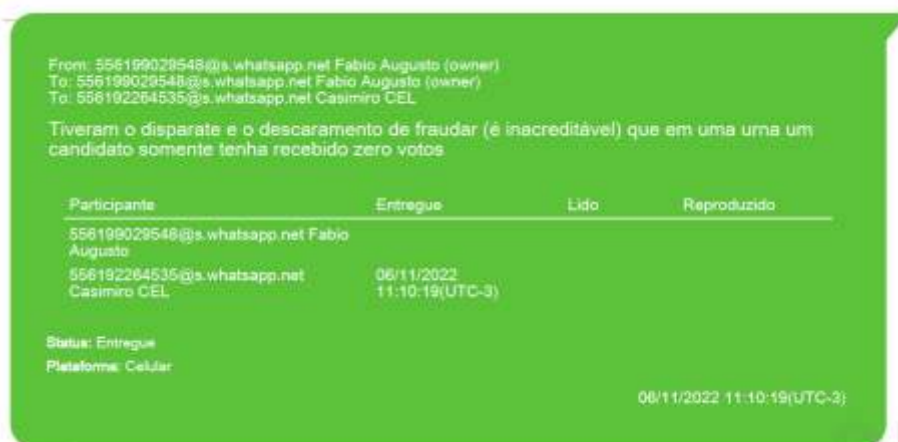 From: 556199029548@s.whatsapp.net Fabio Augusto (owner)
To: 556199029548@s.whatsapp.net Fabio Augusto (owner)
To: 556192264535@s.whatsapp.net Casimiro CEL
Tiveram o disparate e o descaramento de fraudar (é inacreditável) que em uma urna um
candidato somente tenha recebido zero votos
Participante Entregue Lido Reproduzido
556199029548@s.whatsapp.net Fabio
Augusto
556192264535@s.whatsapp.net 06/11/2022
Casimiro CEL 11:10:19(UTC-3)
Status: Entregue
Plataforma: Celular
06/11/2022 11:10:19(UTC-3)